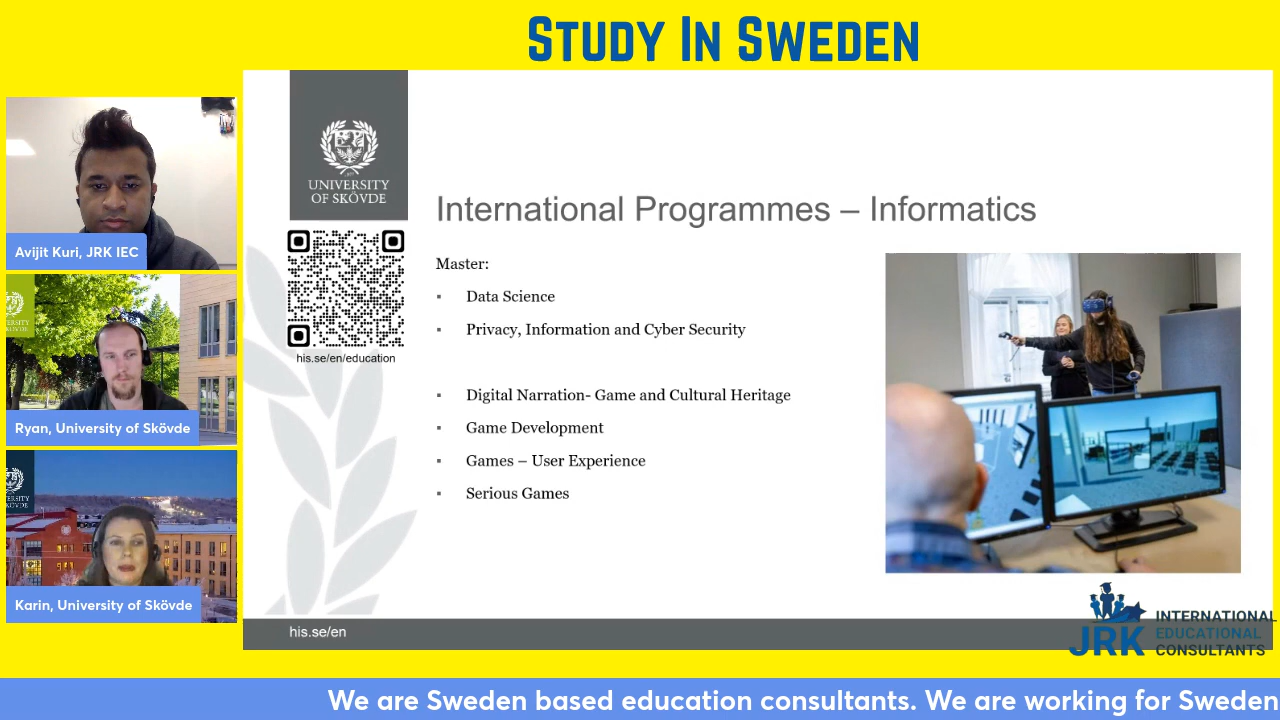 STUDY IN SWEDEN
UNIVERSITY
OF SKÖVDE
his.se/en/education
International Programmes – Informatics
Master:
▪ Data Science
▪ Privacy, Information and Cyber Security
▪ Digital Narration- Game and Cultural Heritage
▪ Game Development
▪ Games – User Experience
▪ Serious Games
his.se/en
Avijit Kuri, JRK IEC
Ryan, University of Skövde
Karin, University of Skövde
JRK
INTERNATIONAL
EDUCATIONAL
CONSULTANTS
We are Sweden based education consultants. We are working for Sweden